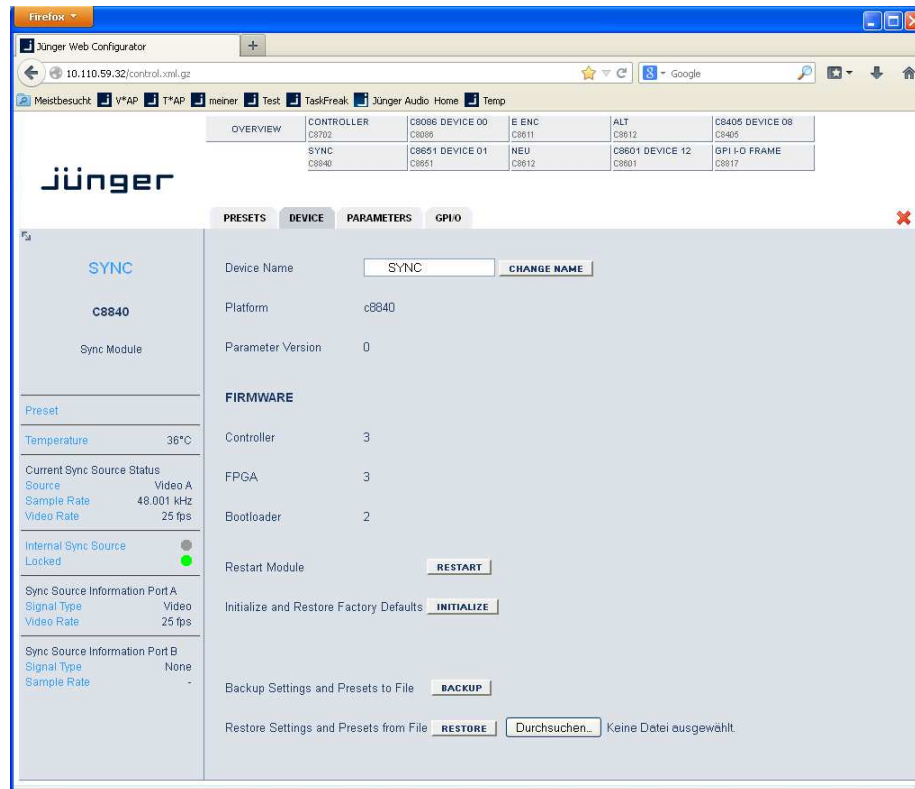 Firefox
Jünger Web Configurator
+
10.110.59.32/control.xml.gz
Google
Meistbesucht V*AP T*AP meiner Test TaskFreak Jünger Audio Home Temp
OVERVIEW
CONTROLLER
C8702
C8086 DEVICE 00
C8086
E ENC
C8611
ALT
C8612
C8405 DEVICE 08
C8405
SYNC
C8840
C8651 DEVICE 01
C8651
NEU
C8612
C8601 DEVICE 12
C8601
GPI I-O FRAME
C8817
jünger
PRESETS DEVICE PARAMETERS GPI/O
SYNC
C8840
Sync Module
Preset
Temperature 36°C
Current Sync Source Status
Source Video A
Sample Rate 48.001 kHz
Video Rate 25 fps
Internal Sync Source
Locked
Sync Source Information Port A
Signal Type Video
Video Rate 25 fps
Sync Source Information Port B
Signal Type None
Sample Rate -
Device Name SYNC CHANGE NAME
Platform c8840
Parameter Version 0
FIRMWARE
Controller 3
FPGA 3
Bootloader 2
Restart Module RESTART
Initialize and Restore Factory Defaults INITIALIZE
Backup Settings and Presets to File BACKUP
Restore Settings and Presets from File RESTORE Durchsuchen... Keine Datei ausgewählt.